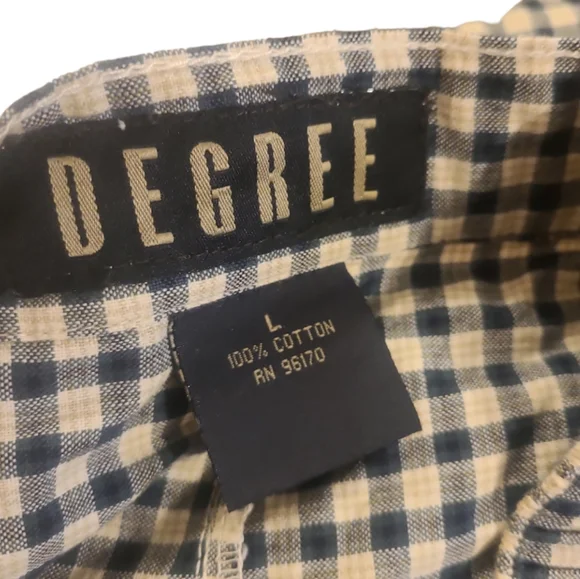 DEGREE
L
100% COTTON
RN 96170